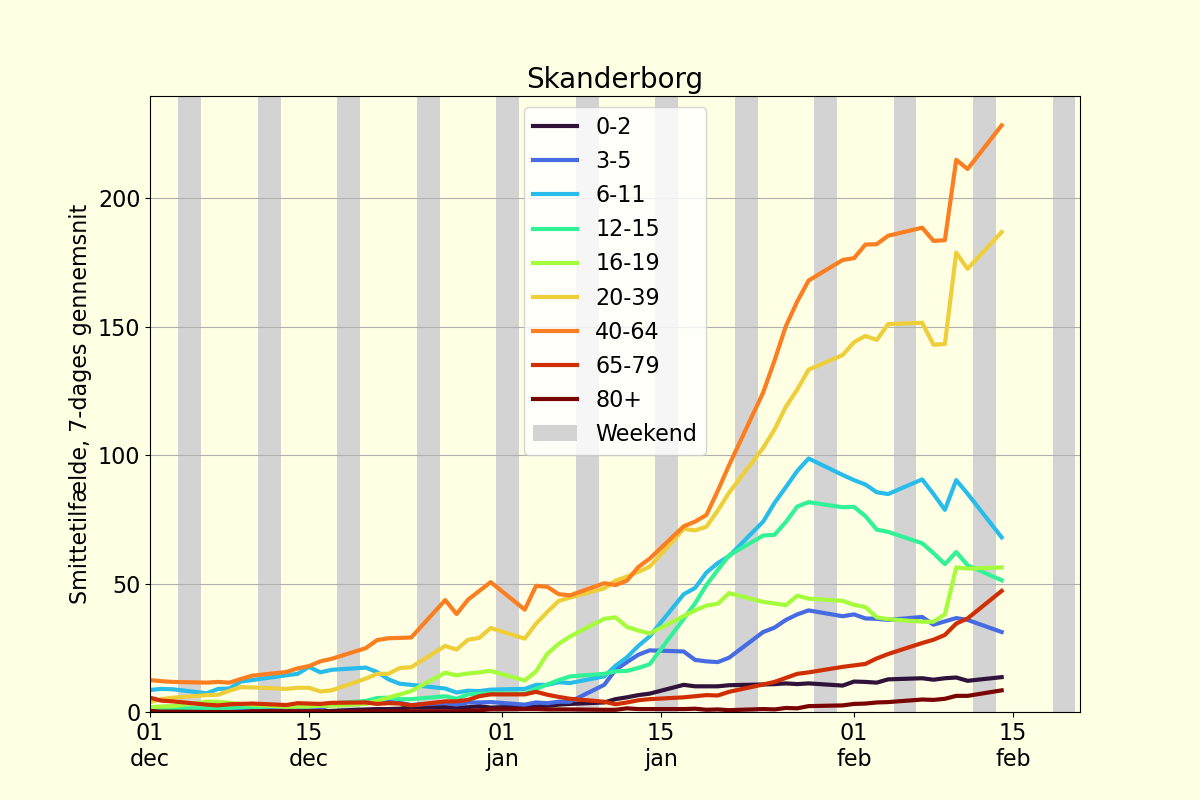 Skanderborg
Smittetilfælde, 7-dages gennemsnit
200
150
100
50
0
0-2
3-5
6-11
12-15
16-19
20-39
40-64
65-79
80+
Weekend
01 15 01 15 01 15
dec dec jan jan feb feb